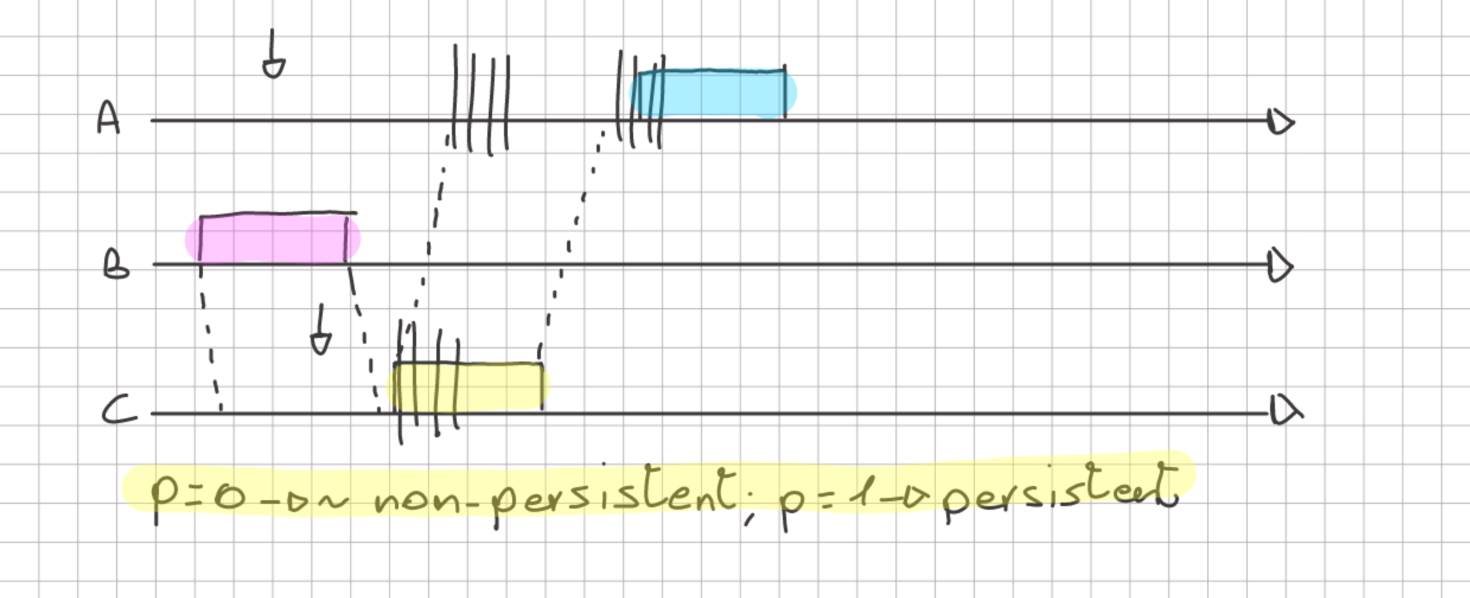 A
B
C
p=0 → ~ non-persistent; p=1 → persistent